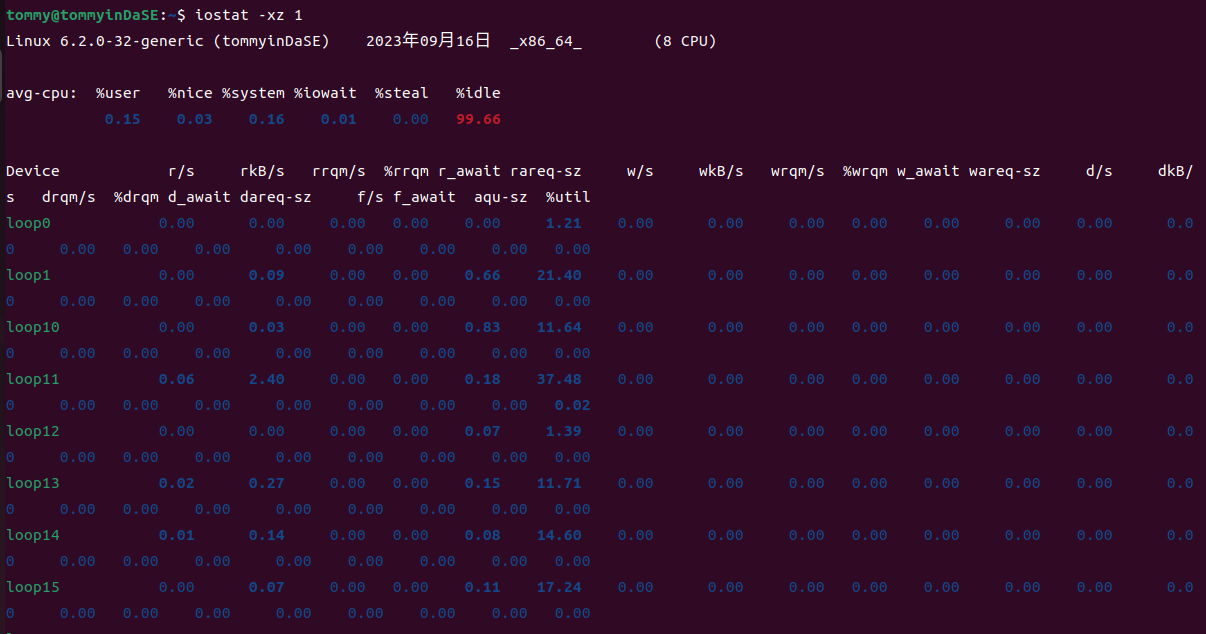 tommy@tommyinDaSE:~$ iostat -xz 1
Linux 6.2.0-32-generic (tommyinDaSE) 	2023年09月16日 	_x86_64_	(8 CPU)

avg-cpu:  %user   %nice %system %iowait  %steal   %idle
           0.15    0.03    0.16    0.01    0.00   99.66

Device            r/s     rkB/s   rrqm/s  %rrqm r_await rareq-sz     w/s     wkB/s   wrqm/s  %wrqm w_await wareq-sz     d/s     dkB/
s   drqm/s  %drqm d_await dareq-sz     f/s f_await  aqu-sz  %util
loop0            0.00      0.00     0.00   0.00    0.00     1.21    0.00      0.00     0.00   0.00    0.00     0.00    0.00      0.0
0     0.00   0.00    0.00     0.00    0.00    0.00    0.00   0.00
loop1            0.00      0.09     0.00   0.00    0.66    21.40    0.00      0.00     0.00   0.00    0.00     0.00    0.00      0.0
0     0.00   0.00    0.00     0.00    0.00    0.00    0.00   0.00
loop10           0.00      0.03     0.00   0.00    0.83    11.64    0.00      0.00     0.00   0.00    0.00     0.00    0.00      0.0
0     0.00   0.00    0.00     0.00    0.00    0.00    0.00   0.00
loop11           0.06      2.40     0.00   0.00    0.18    37.48    0.00      0.00     0.00   0.00    0.00     0.00    0.00      0.0
0     0.00   0.00    0.00     0.00    0.00    0.00    0.00   0.02
loop12           0.00      0.00     0.00   0.00    0.07     1.39    0.00      0.00     0.00   0.00    0.00     0.00    0.00      0.0
0     0.00   0.00    0.00     0.00    0.00    0.00    0.00   0.00
loop13           0.02      0.27     0.00   0.00    0.15    11.71    0.00      0.00     0.00   0.00    0.00     0.00    0.00      0.0
0     0.00   0.00    0.00     0.00    0.00    0.00    0.00   0.00
loop14           0.01      0.14     0.00   0.00    0.08    14.60    0.00      0.00     0.00   0.00    0.00     0.00    0.00      0.0
0     0.00   0.00    0.00     0.00    0.00    0.00    0.00   0.00
loop15           0.00      0.07     0.00   0.00    0.11    17.24    0.00      0.00     0.00   0.00    0.00     0.00    0.00      0.0
0     0.00   0.00    0.00     0.00    0.00    0.00    0.00   0.00